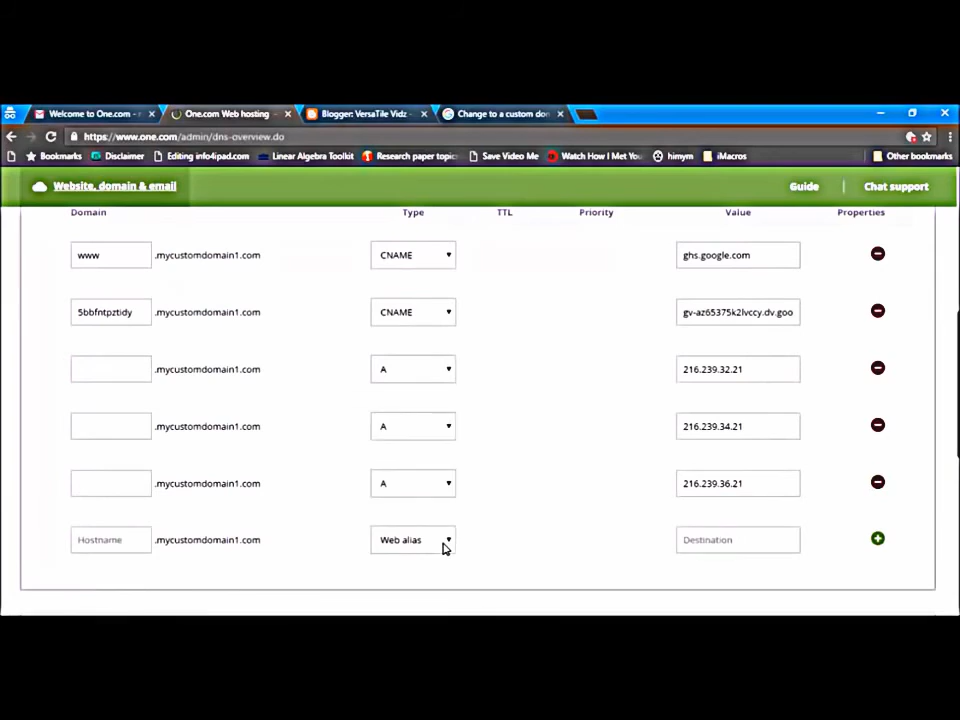 Welcome to One.com - 
One.com Web hosting
Blogger: VersaTile Vidz
Change to a custom do
https://www.one.com/admin/dns-overview.do
Bookmarks
Disclaimer
Editing info4ipad.com
Linear Algebra Toolkit
Research paper topic
Save Video Me
Watch How I Met You
himym
iMacros
Other bookmarks
Website, domain & email
Guide
Chat support
Domain Type TTL Priority Value Properties
www .mycustomdomain1.com CNAME ghs.google.com
5bbfntpztidy .mycustomdomain1.com CNAME gv-az65375k2lvccy.dv.goo
.mycustomdomain1.com A 216.239.32.21
.mycustomdomain1.com A 216.239.34.21
.mycustomdomain1.com A 216.239.36.21
Hostname .mycustomdomain1.com Web alias Destination